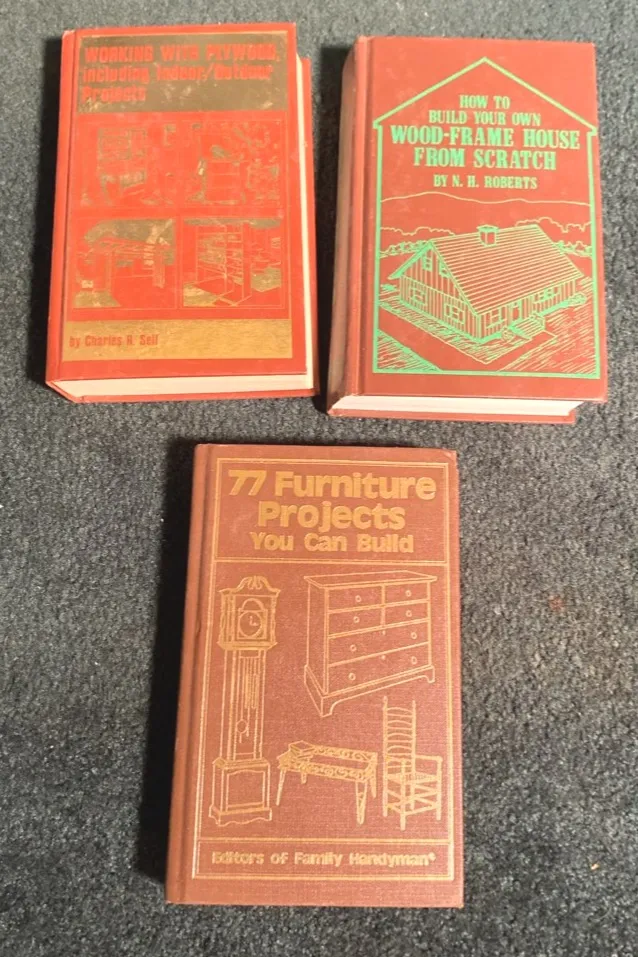 WORKING WITH PLYWOOD,
including Indoor/Outdoor
Projects
by Charles R. Self
HOW TO
BUILD YOUR OWN
WOOD-FRAME HOUSE
FROM SCRATCH
BY N. H. ROBERTS
77 Furniture
Projects
You Can Build
Editors of Family Handyman®